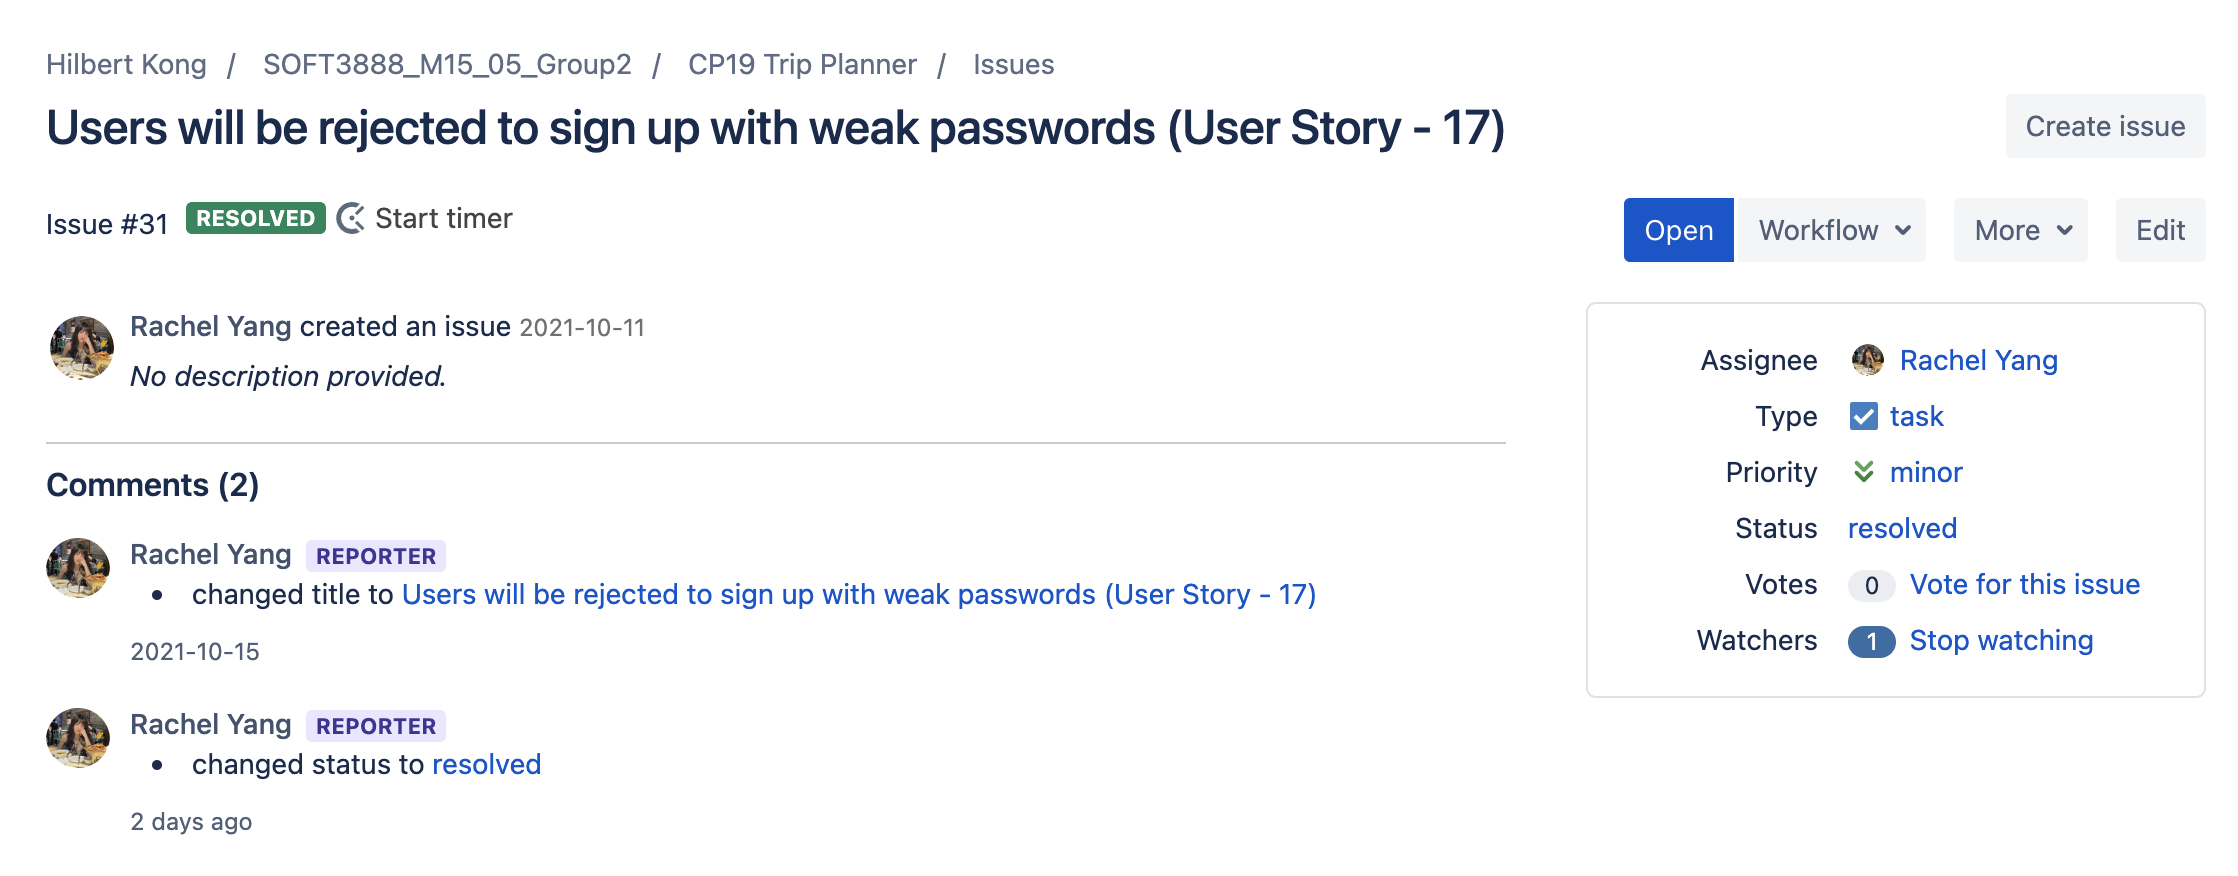 Hilbert Kong / SOFT3888_M15_05_Group2 / CP19 Trip Planner / Issues
Users will be rejected to sign up with weak passwords (User Story - 17)
Create issue
Issue #31 RESOLVED Start timer
Open Workflow More Edit
Rachel Yang created an issue 2021-10-11
No description provided.
Comments (2)
Rachel Yang REPORTER
• changed title to Users will be rejected to sign up with weak passwords (User Story - 17)
2021-10-15
Rachel Yang REPORTER
• changed status to resolved
2 days ago
Assignee Rachel Yang
Type task
Priority minor
Status resolved
Votes 0 Vote for this issue
Watchers 1 Stop watching